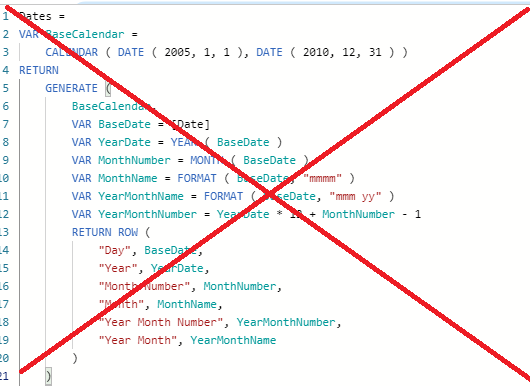 1 Dates =
2 VAR BaseCalendar =
3 CALENDAR ( DATE ( 2005, 1, 1 ), DATE ( 2010, 12, 31 ) )
4 RETURN
5 GENERATE (
6 BaseCalendar,
7 VAR BaseDate = [Date]
8 VAR YearDate = YEAR ( BaseDate )
9 VAR MonthNumber = MONTH ( BaseDate )
10 VAR MonthName = FORMAT ( BaseDate, "mmmm" )
11 VAR YearMonthName = FORMAT ( BaseDate, "mmm yy" )
12 VAR YearMonthNumber = YearDate * 12 + MonthNumber - 1
13 RETURN ROW (
14 "Day", BaseDate,
15 "Year", YearDate,
16 "Month Number", MonthNumber,
17 "Month", MonthName,
18 "Year Month Number", YearMonthNumber,
19 "Year Month", YearMonthName
20 )
21 )